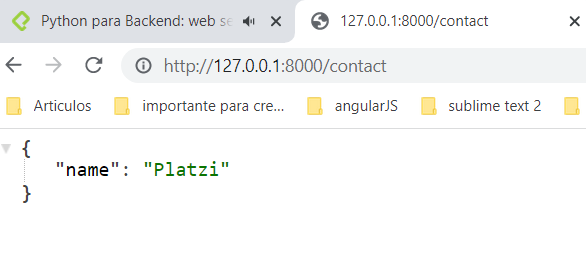 Python para Backend: web se
127.0.0.1:8000/contact
http://127.0.0.1:8000/contact
Articulos importante para cre... angularJS sublime text 2
{
"name": "Platzi"
}